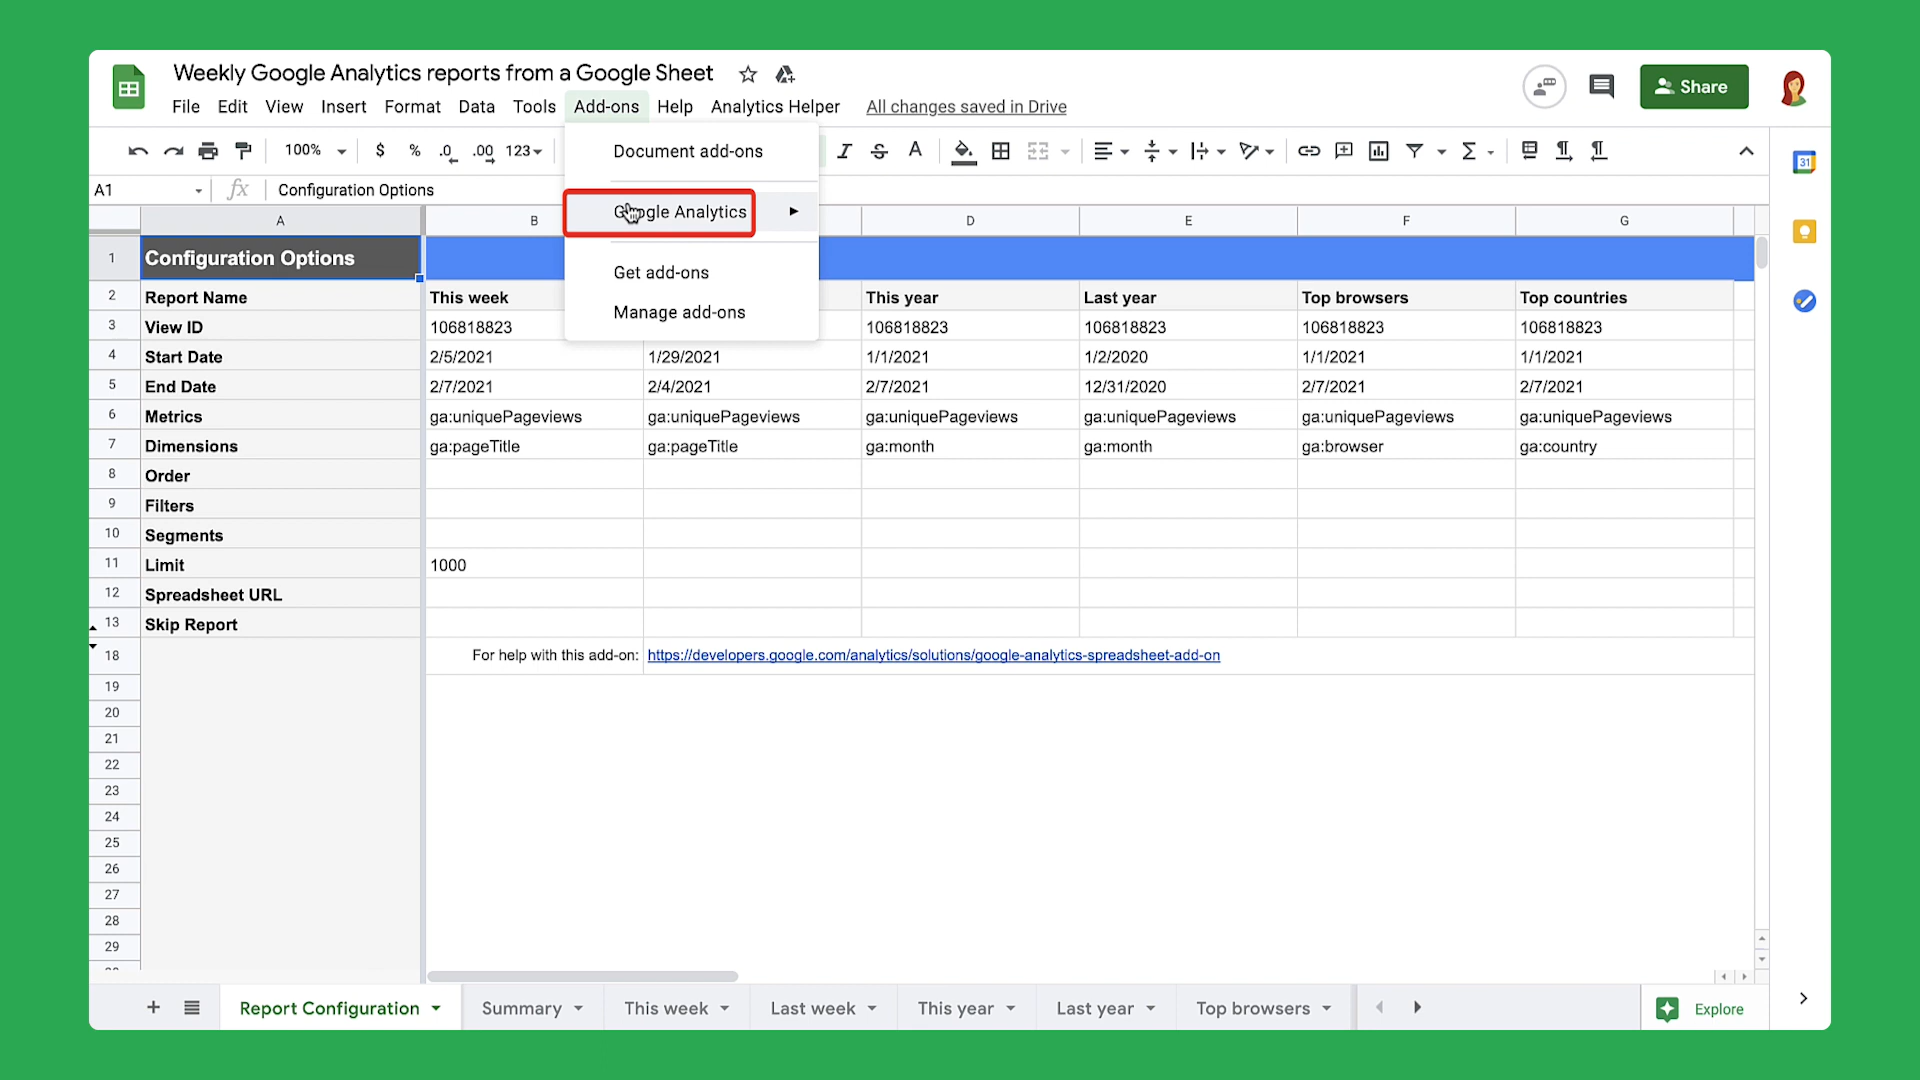 Weekly Google Analytics reports from a Google Sheet
File Edit View Insert Format Data Tools Add-ons Help Analytics Helper All changes saved in Drive
Share
100% $ % .0 .00 123
Document add-ons
A1 fx Configuration Options
Google Analytics
A B D E F G
Get add-ons
Manage add-ons
1 Configuration Options
2 Report Name This week This year Last year Top browsers Top countries
3 View ID 106818823 106818823 106818823 106818823 106818823
4 Start Date 2/5/2021 1/29/2021 1/1/2021 1/2/2020 1/1/2021 1/1/2021
5 End Date 2/7/2021 2/4/2021 2/7/2021 12/31/2020 2/7/2021 2/7/2021
6 Metrics ga:uniquePageviews ga:uniquePageviews ga:uniquePageviews ga:uniquePageviews ga:uniquePageviews ga:uniquePageviews
7 Dimensions ga:pageTitle ga:pageTitle ga:month ga:month ga:browser ga:country
8 Order
9 Filters
10 Segments
11 Limit 1000
12 Spreadsheet URL
13 Skip Report
18 For help with this add-on: https://developers.google.com/analytics/solutions/google-analytics-spreadsheet-add-on
19
20
21
22
23
24
25
26
27
28
29
Report Configuration Summary This week Last week This year Last year Top browsers Explore
31